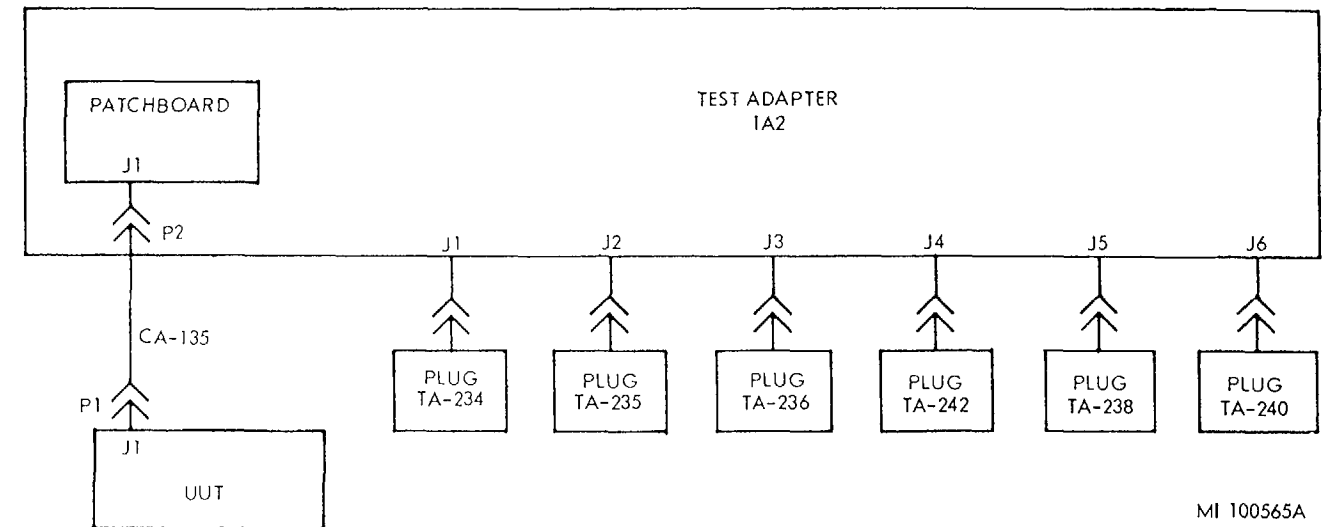 PATCHBOARD
J1
TEST ADAPTER
1A2
P2
J1 J2 J3 J4 J5 J6
CA-135
PLUG
TA-234
PLUG
TA-235
PLUG
TA-236
PLUG
TA-242
PLUG
TA-238
PLUG
TA-240
P1
J1
UUT
MI 100565A